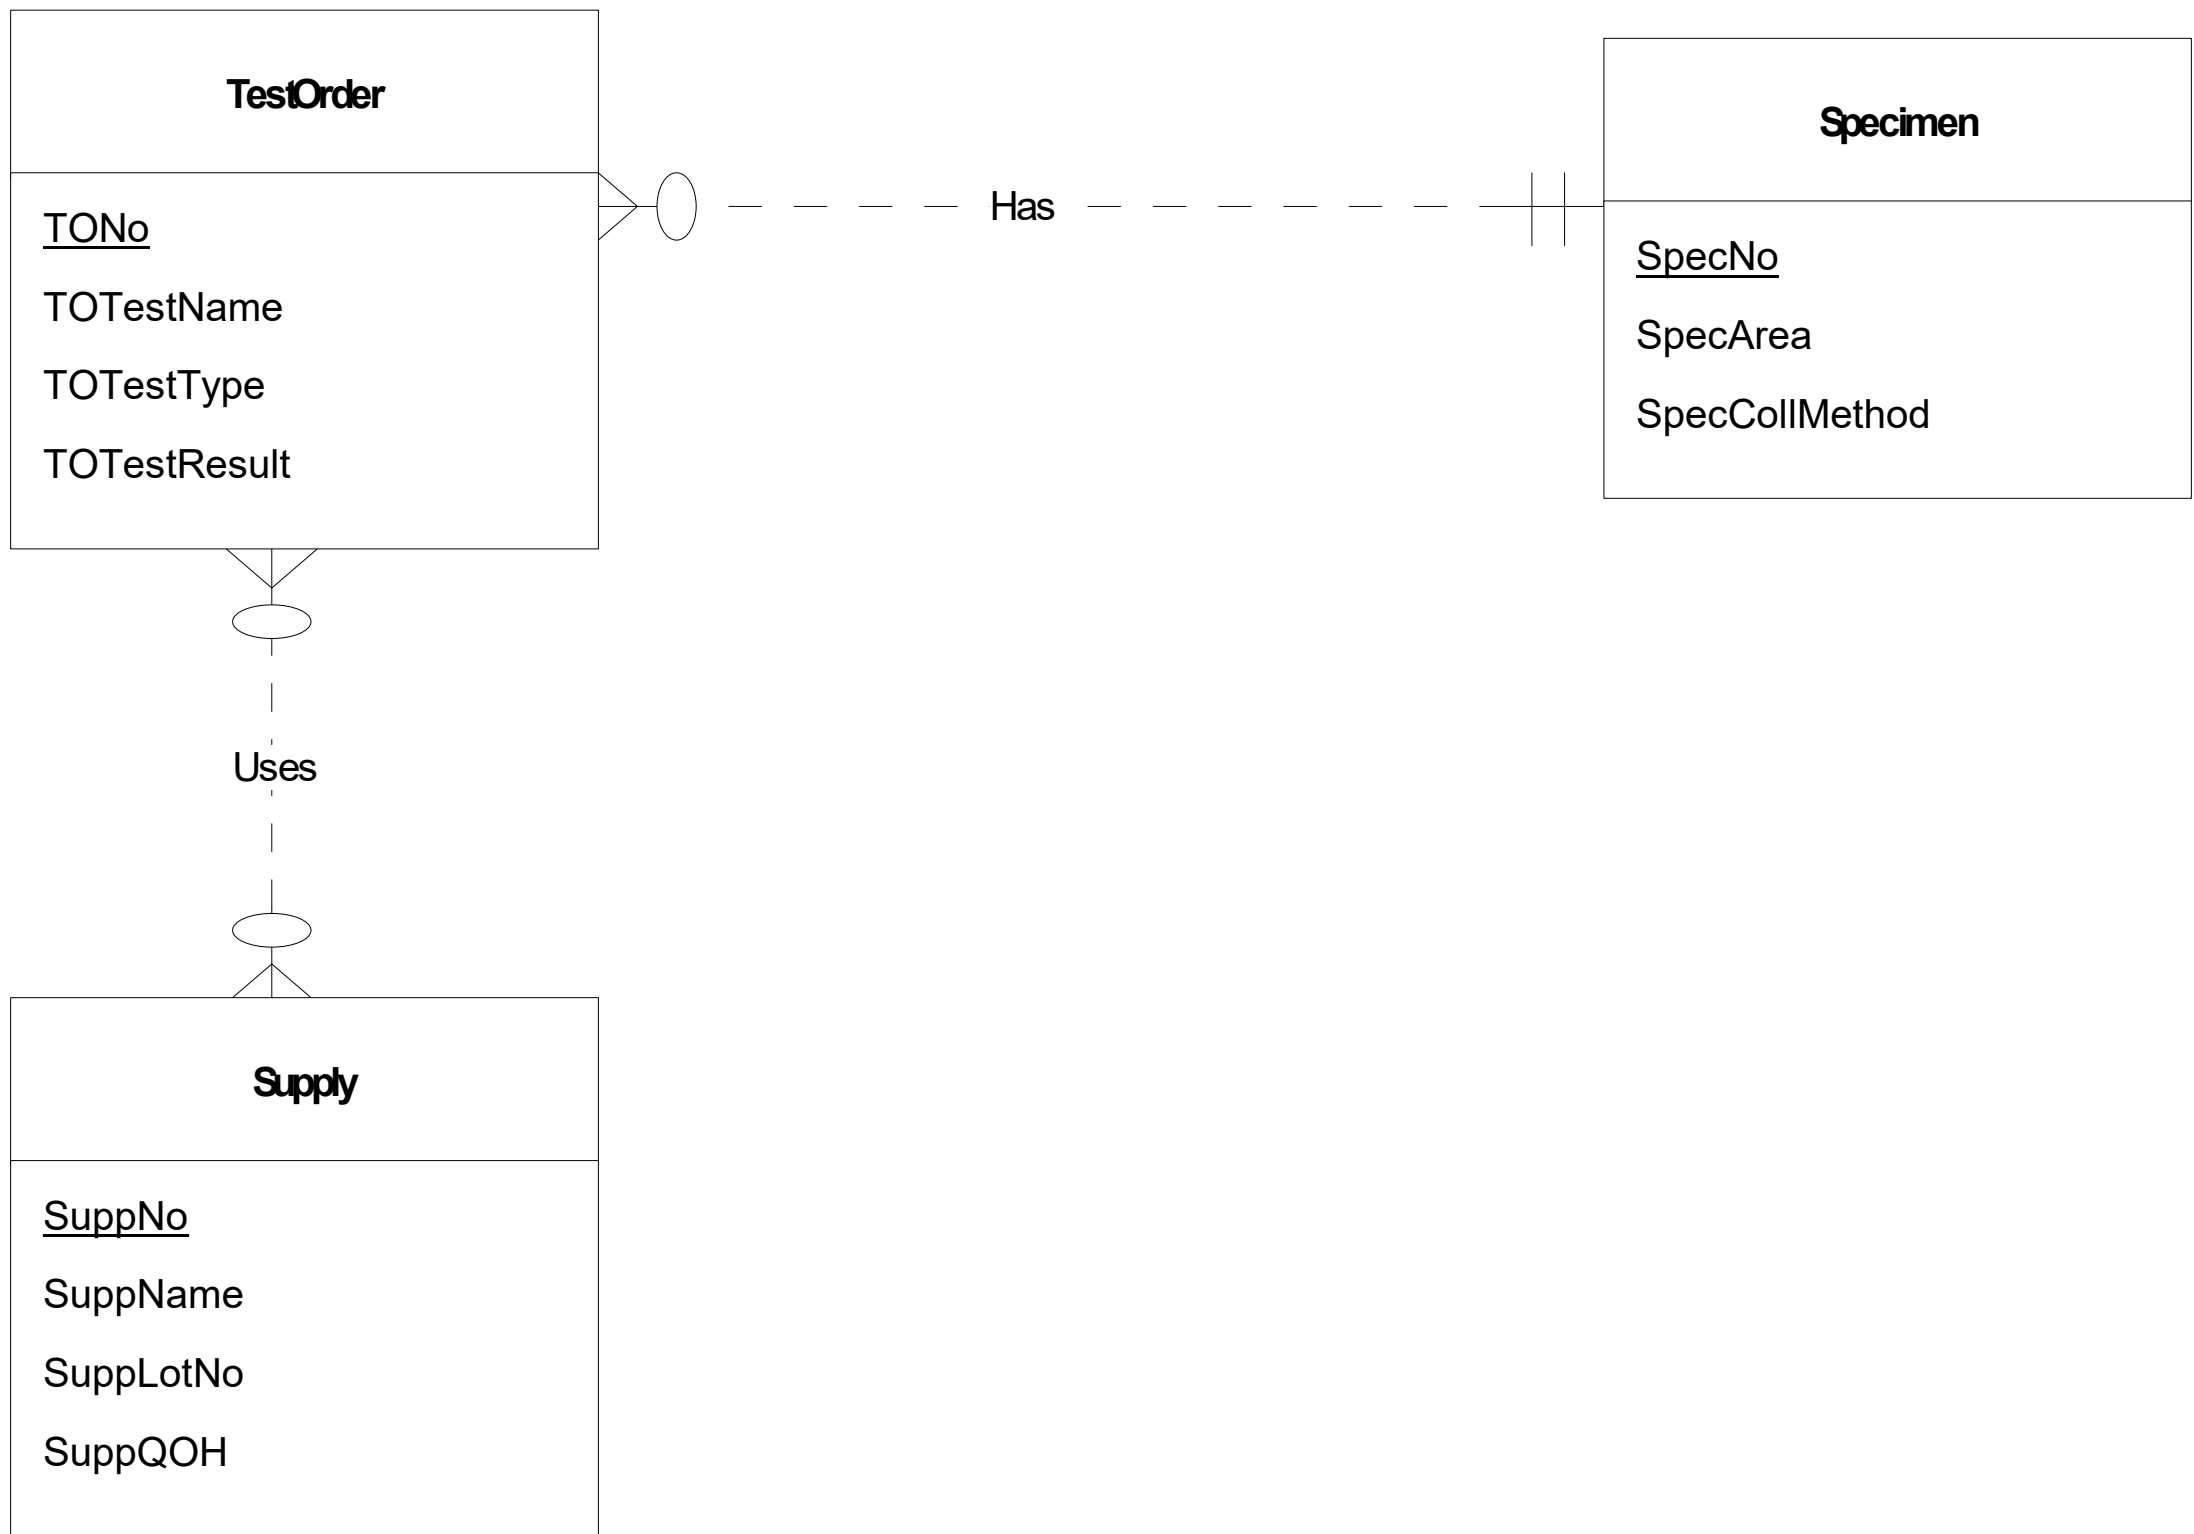 TestOrder
TONo
TOTestName
TOTestType
TOTestResult
Has
Specimen
SpecNo
SpecArea
SpecCollMethod
Uses
Supply
SuppNo
SuppName
SuppLotNo
SuppQOH